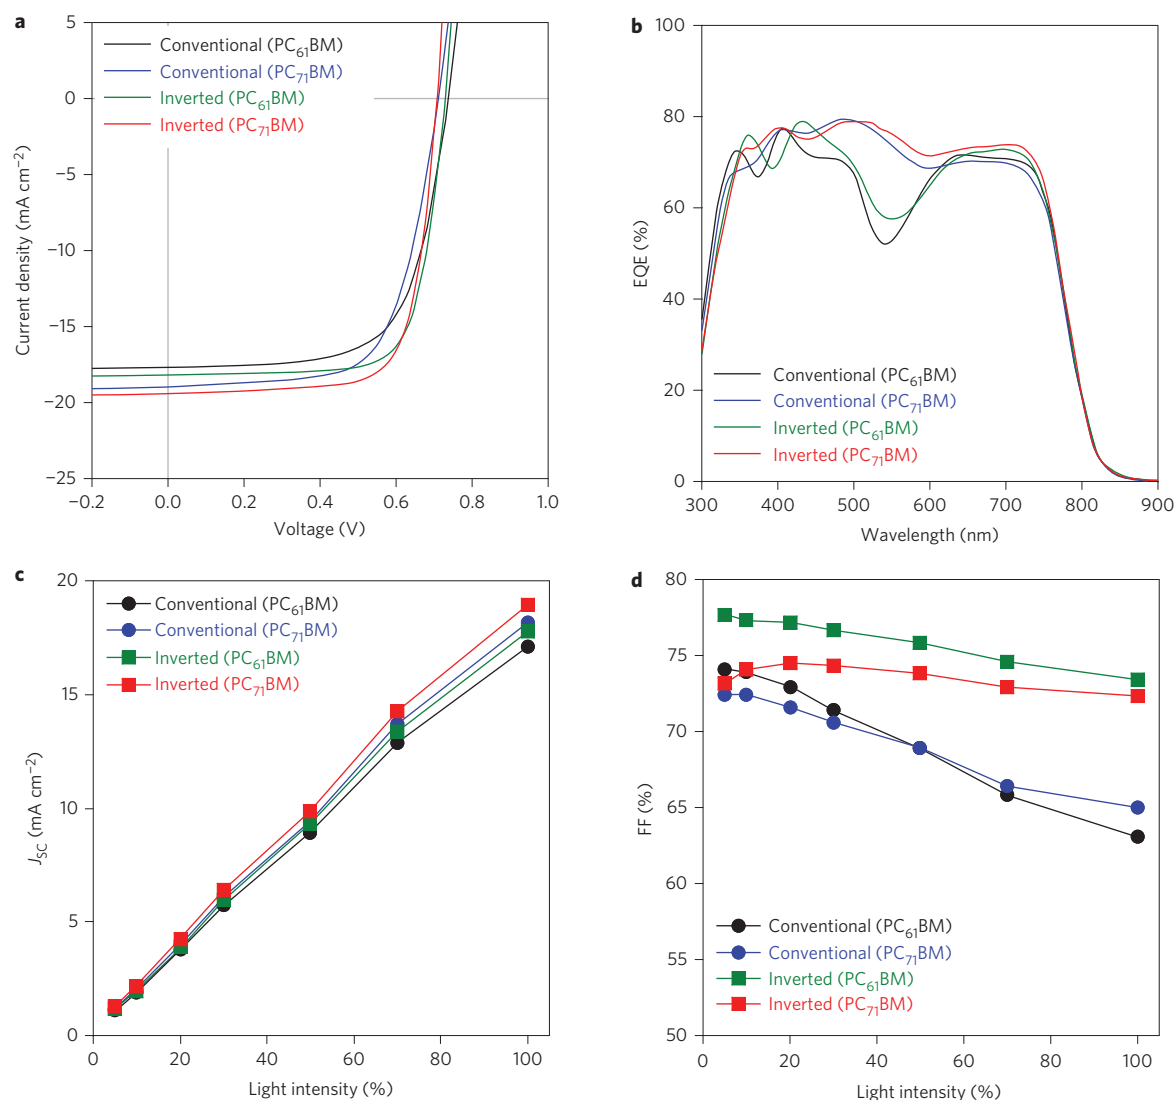 a
5
0
−5
−10
−15
−20
−25
−0.2 0.0 0.2 0.4 0.6 0.8 1.0
Voltage (V)
Current density (mA cm⁻²)
Conventional (PC₆₁BM)
Conventional (PC₇₁BM)
Inverted (PC₆₁BM)
Inverted (PC₇₁BM)
b
100
80
60
40
20
0
300 400 500 600 700 800 900
Wavelength (nm)
EQE (%)
Conventional (PC₆₁BM)
Conventional (PC₇₁BM)
Inverted (PC₆₁BM)
Inverted (PC₇₁BM)
c
20
15
10
5
0
0 20 40 60 80 100
Light intensity (%)
J_SC (mA cm⁻²)
Conventional (PC₆₁BM)
Conventional (PC₇₁BM)
Inverted (PC₆₁BM)
Inverted (PC₇₁BM)
d
80
75
70
65
60
55
50
0 20 40 60 80 100
Light intensity (%)
FF (%)
Conventional (PC₆₁BM)
Conventional (PC₇₁BM)
Inverted (PC₆₁BM)
Inverted (PC₇₁BM)